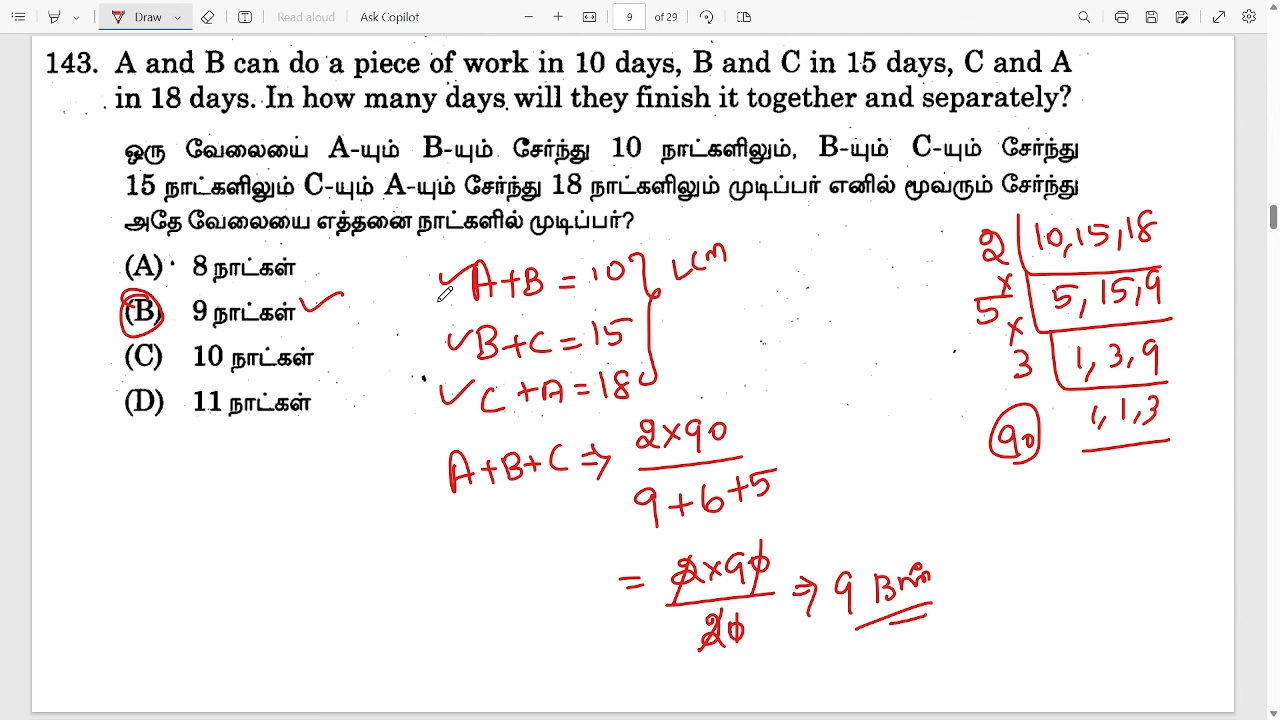 Draw
Read aloud
Ask Copilot
9
of 29
143. A and B can do a piece of work in 10 days, B and C in 15 days, C and A
in 18 days. In how many days will they finish it together and separately?
ஒரு வேலையை A-யும் B-யும் சேர்ந்து 10 நாட்களிலும், B-யும் C-யும் சேர்ந்து
15 நாட்களிலும் C-யும் A-யும் சேர்ந்து 18 நாட்களிலும் முடிப்பர் எனில் மூவரும் சேர்ந்து
அதே வேலையை எத்தனை நாட்களில் முடிப்பர்?
(A) 8 நாட்கள்
(B) 9 நாட்கள்
(C) 10 நாட்கள்
(D) 11 நாட்கள்
A+B = 10
LCM
B+C = 15
C+A = 18
A+B+C ⇒ 2×90
9+6+5
= 2×90
20
⇒ 9 நாள்
2 10, 15, 18
×
5 5, 15, 9
×
3 1, 3, 9
90 1, 1, 3